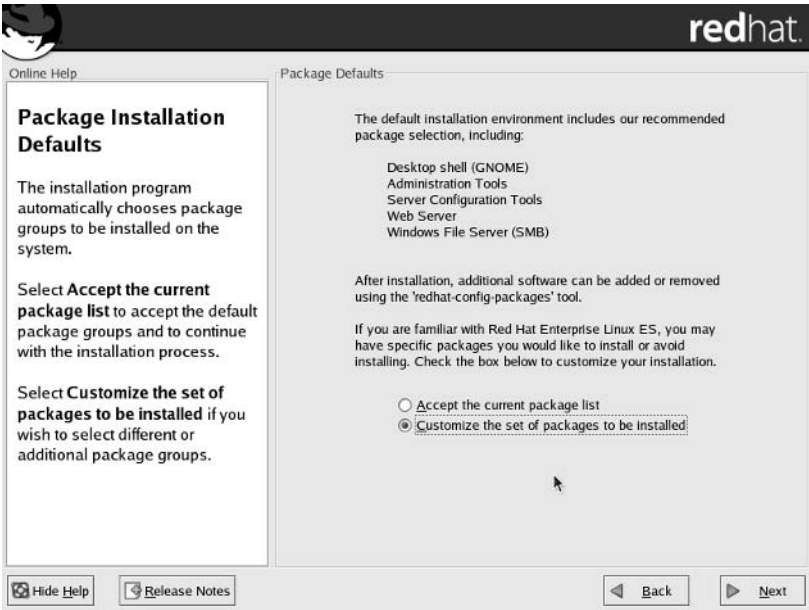 redhat.
Online Help
Package Installation
Defaults
The installation program
automatically chooses package
groups to be installed on the
system.
Select Accept the current
package list to accept the default
package groups and to continue
with the installation process.
Select Customize the set of
packages to be installed if you
wish to select different or
additional package groups.
Package Defaults
The default installation environment includes our recommended
package selection, including:
Desktop shell (GNOME)
Administration Tools
Server Configuration Tools
Web Server
Windows File Server (SMB)
After installation, additional software can be added or removed
using the 'redhat-config-packages' tool.
If you are familiar with Red Hat Enterprise Linux ES, you may
have specific packages you would like to install or avoid
installing. Check the box below to customize your installation.
Accept the current package list
Customize the set of packages to be installed
Hide Help
Release Notes
Back
Next